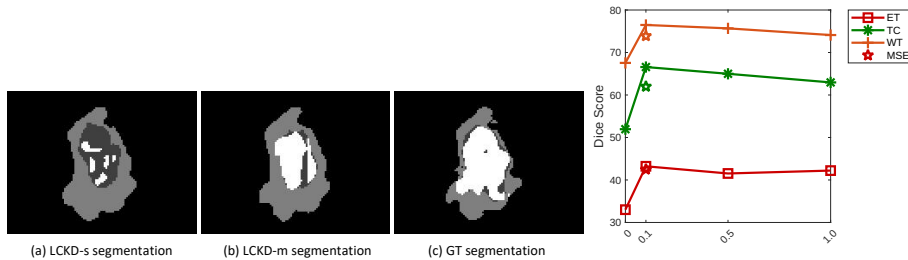 (a) LCKD-s segmentation
(b) LCKD-m segmentation
(c) GT segmentation
80
70
60
50
40
30
Dice Score
0
0.1
0.5
1.0
ET
TC
WT
MSE